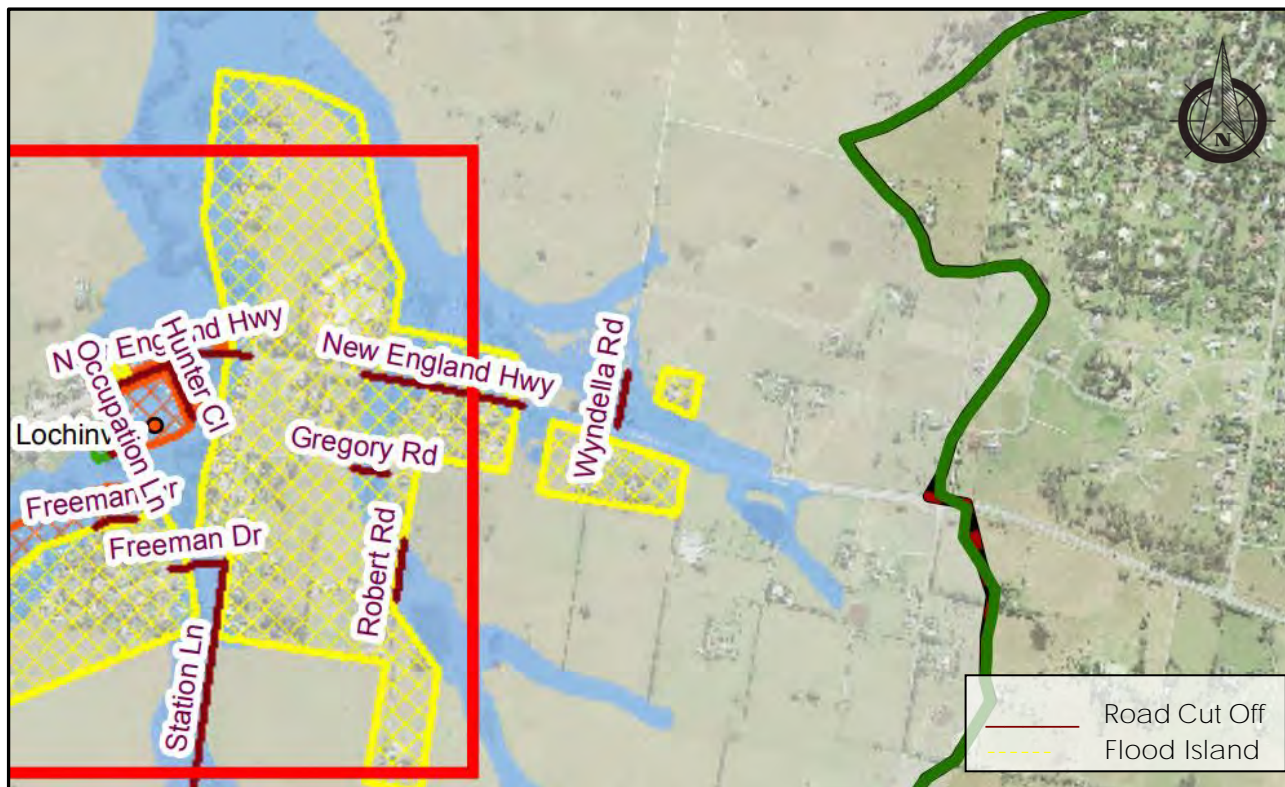 N
New England Hwy
Hunter Cl
Occupation Ln
New England Hwy
Wyndella Rd
Lochinv
Gregory Rd
Freeman Dr
Freeman Dr
Robert Rd
Station Ln
Road Cut Off
Flood Island